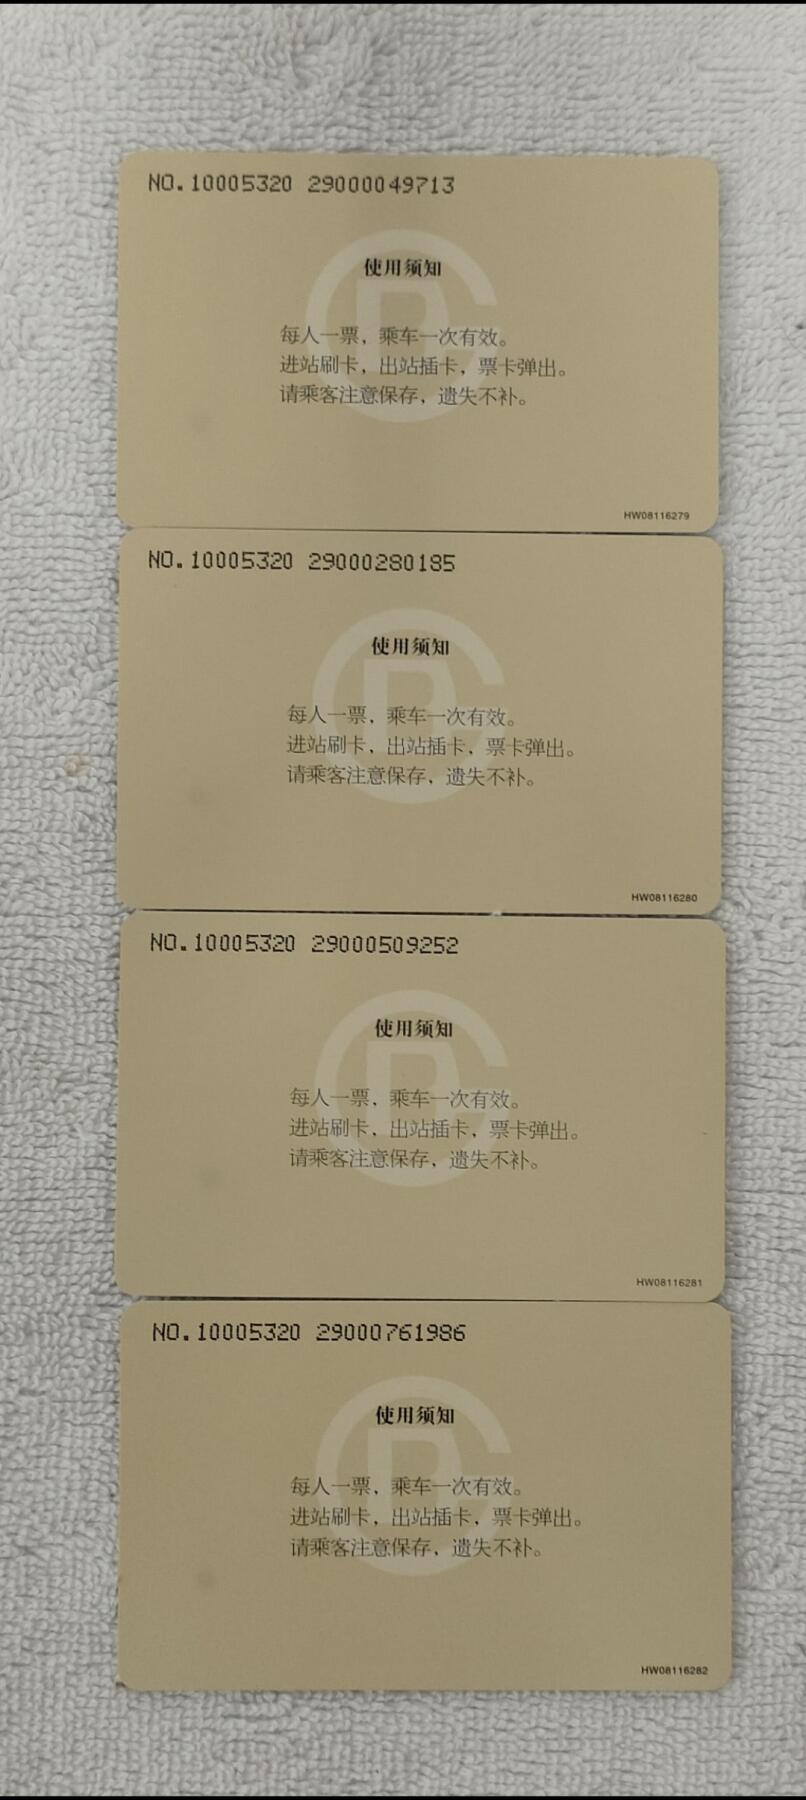 NO.10005320 29000049713
使用须知
每人一票，乘车一次有效。
进站刷卡，出站插卡，票卡弹出。
请乘客注意保存，遗失不补。
HW08116279
NO.10005320 29000280185
使用须知
每人一票，乘车一次有效。
进站刷卡，出站插卡，票卡弹出。
请乘客注意保存，遗失不补。
HW08116280
NO.10005320 29000509252
使用须知
每人一票，乘车一次有效。
进站刷卡，出站插卡，票卡弹出。
请乘客注意保存，遗失不补。
HW08116281
NO.10005320 29000761986
使用须知
每人一票，乘车一次有效。
进站刷卡，出站插卡，票卡弹出。
请乘客注意保存，遗失不补。
HW08116282